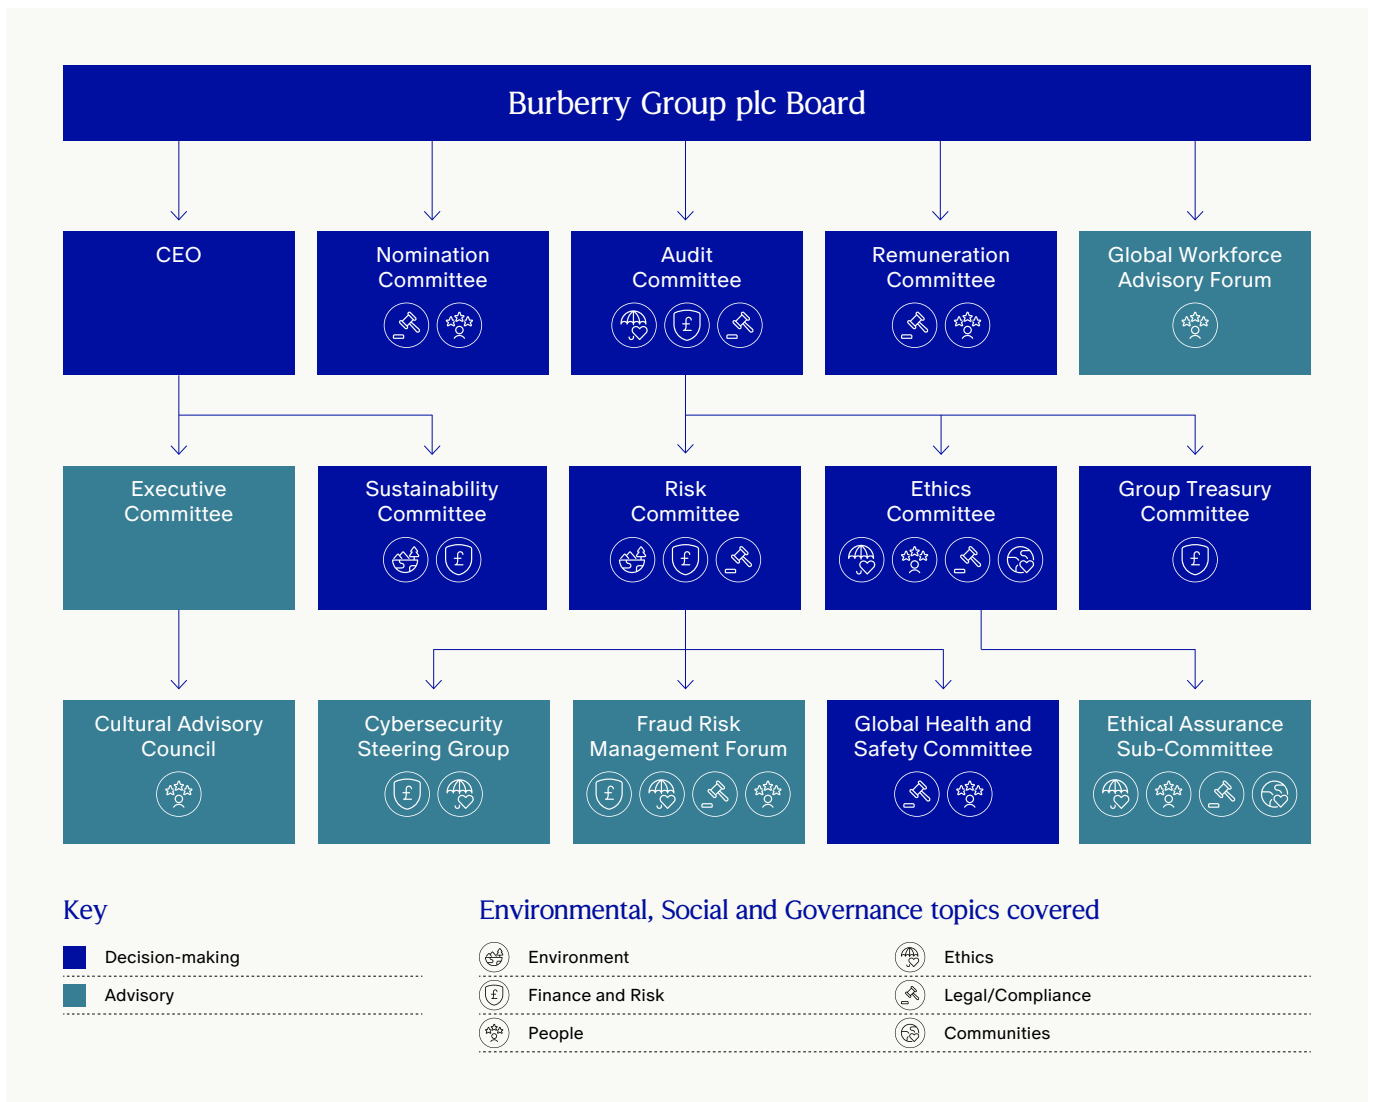 Burberry Group plc Board
CEO
Nomination
Committee
Audit
Committee
£
Remuneration
Committee
Global Workforce
Advisory Forum
Executive
Committee
Sustainability
Committee
£
Risk
Committee
£
Ethics
Committee
Group Treasury
Committee
£
Cultural Advisory
Council
Cybersecurity
Steering Group
£
Fraud Risk
Management Forum
£
Global Health and
Safety Committee
Ethical Assurance
Sub-Committee
Key
Decision-making
Advisory
Environmental, Social and Governance topics covered
Environment
£ Finance and Risk
People
Ethics
Legal/Compliance
Communities